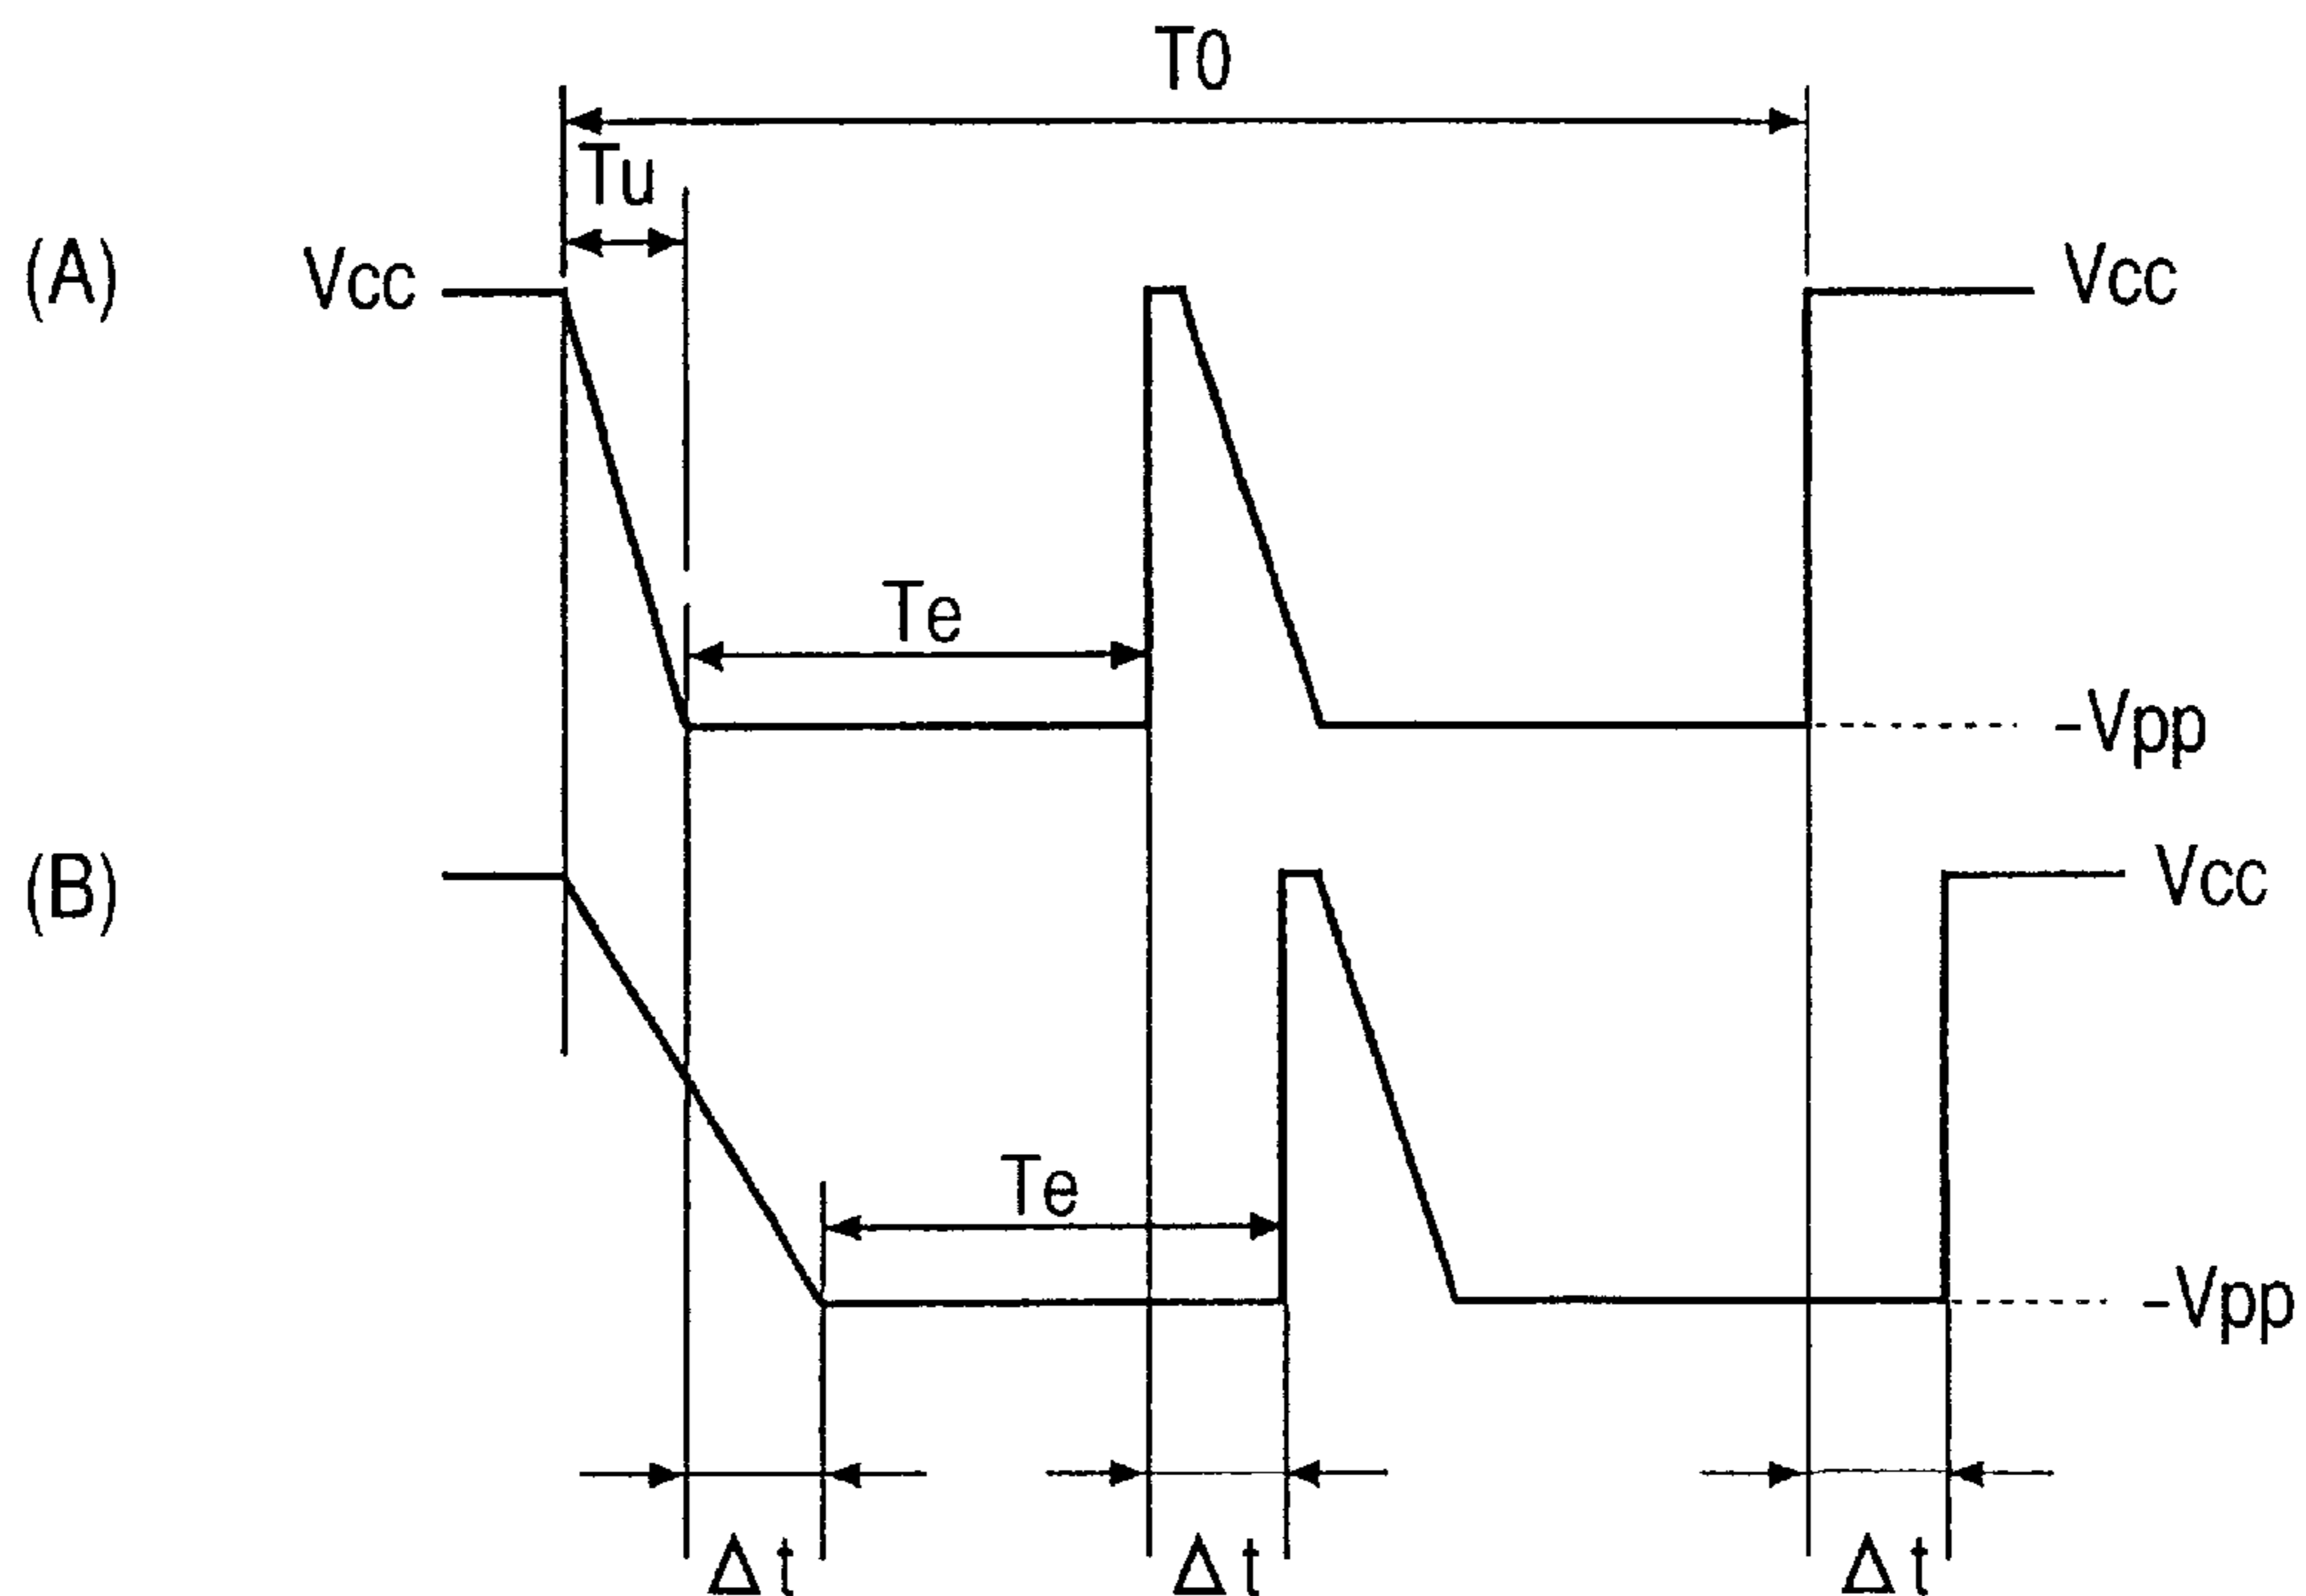 T0
Tu
(A) Vcc Vcc
Te
-Vpp
(B) Vcc
Te
-Vpp
Δt Δt Δt